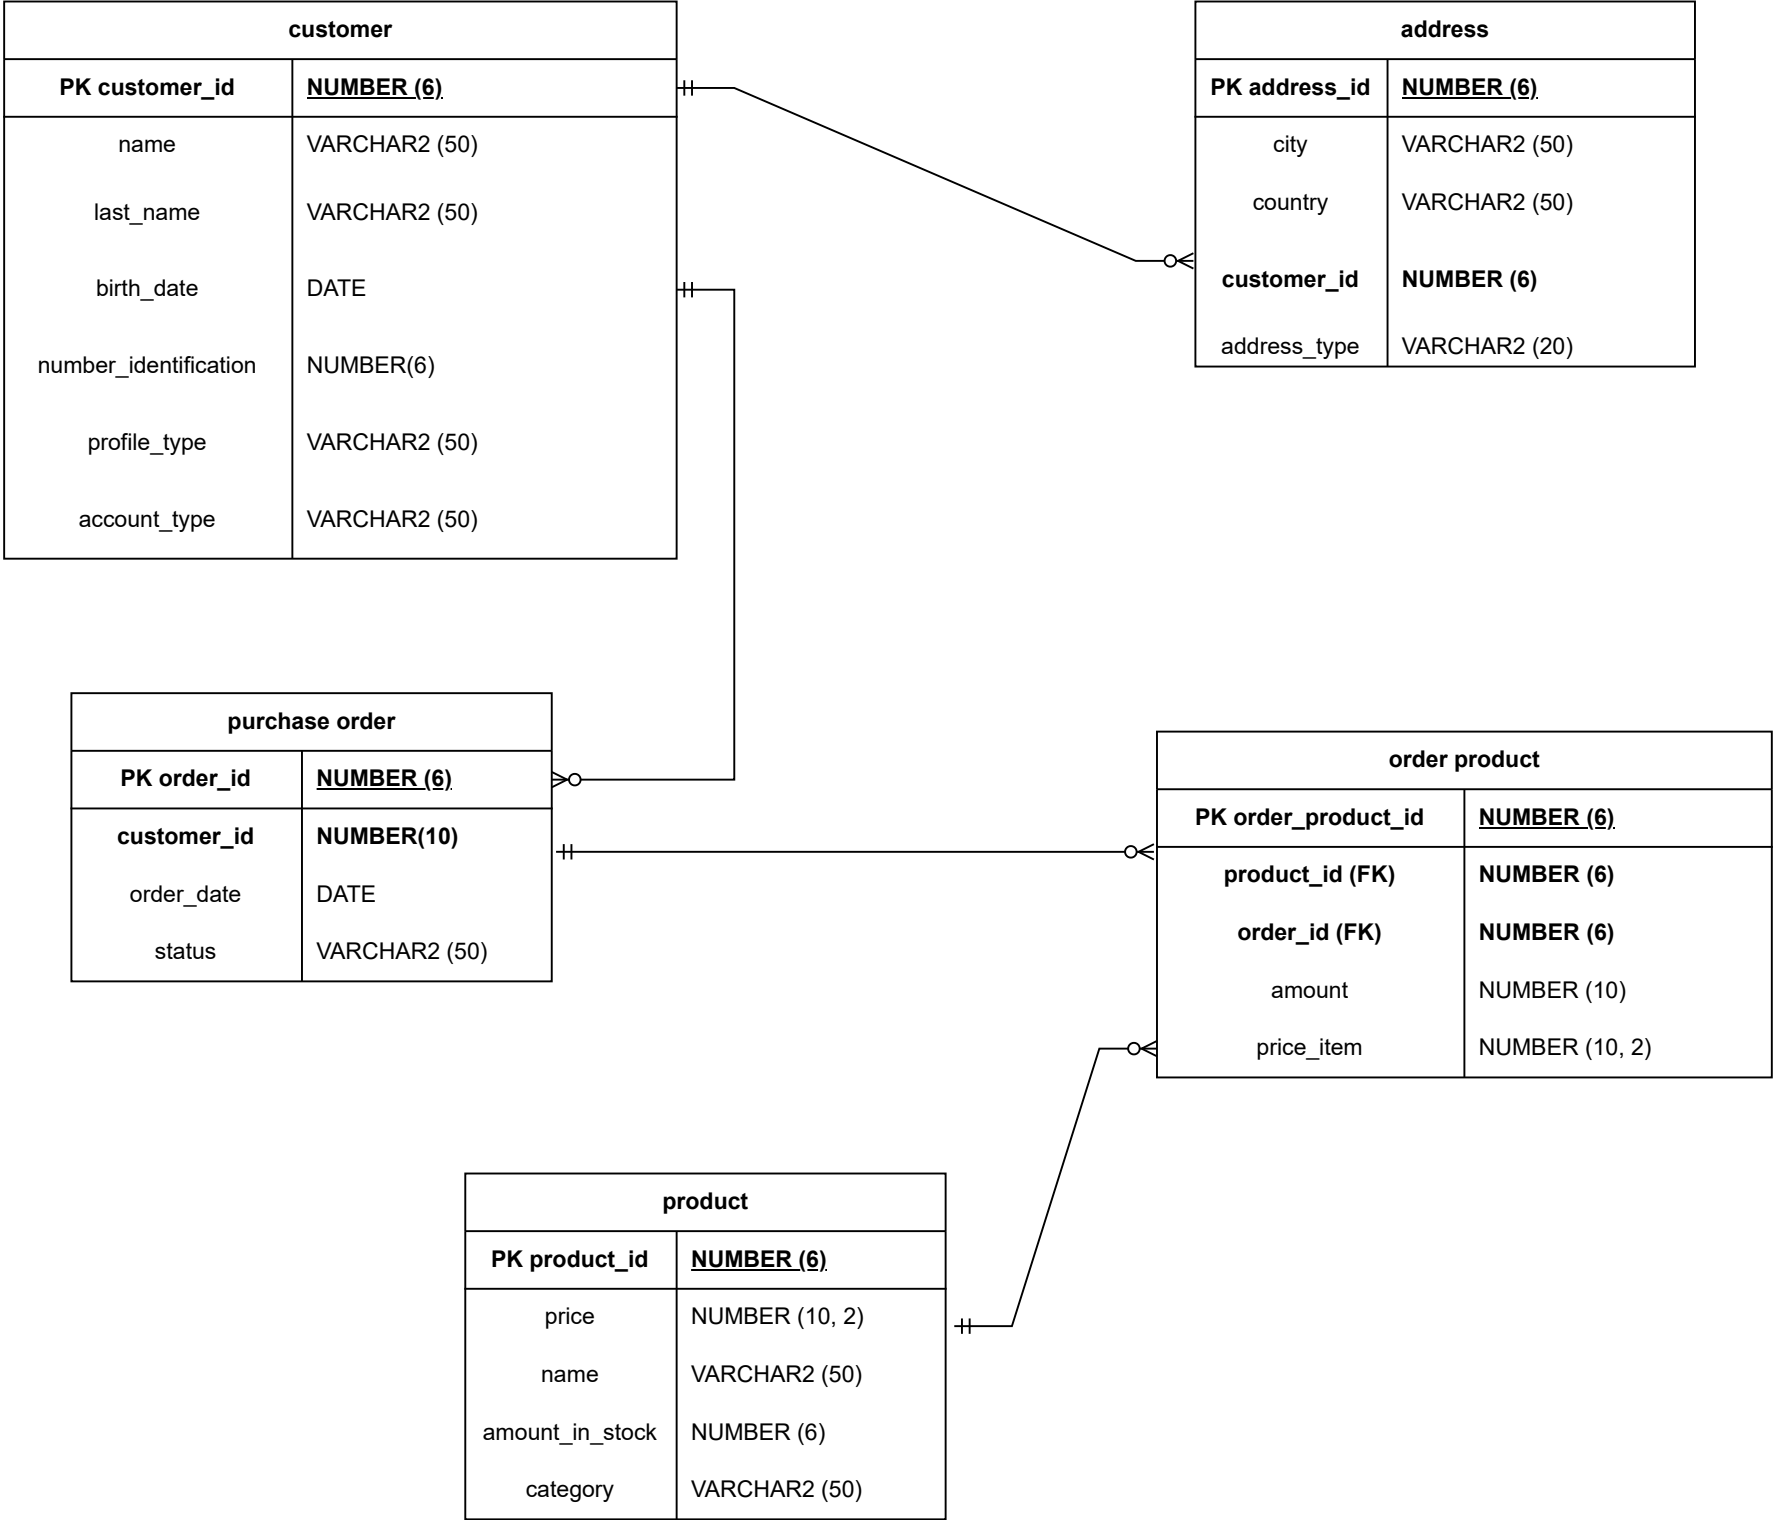 customer
PK customer_id NUMBER (6)
name VARCHAR2 (50)
last_name VARCHAR2 (50)
birth_date DATE
number_identification NUMBER(6)
profile_type VARCHAR2 (50)
account_type VARCHAR2 (50)
address
PK address_id NUMBER (6)
city VARCHAR2 (50)
country VARCHAR2 (50)
customer_id NUMBER (6)
address_type VARCHAR2 (20)
purchase order
PK order_id NUMBER (6)
customer_id NUMBER(10)
order_date DATE
status VARCHAR2 (50)
order product
PK order_product_id NUMBER (6)
product_id (FK) NUMBER (6)
order_id (FK) NUMBER (6)
amount NUMBER (10)
price_item NUMBER (10, 2)
product
PK product_id NUMBER (6)
price NUMBER (10, 2)
name VARCHAR2 (50)
amount_in_stock NUMBER (6)
category VARCHAR2 (50)